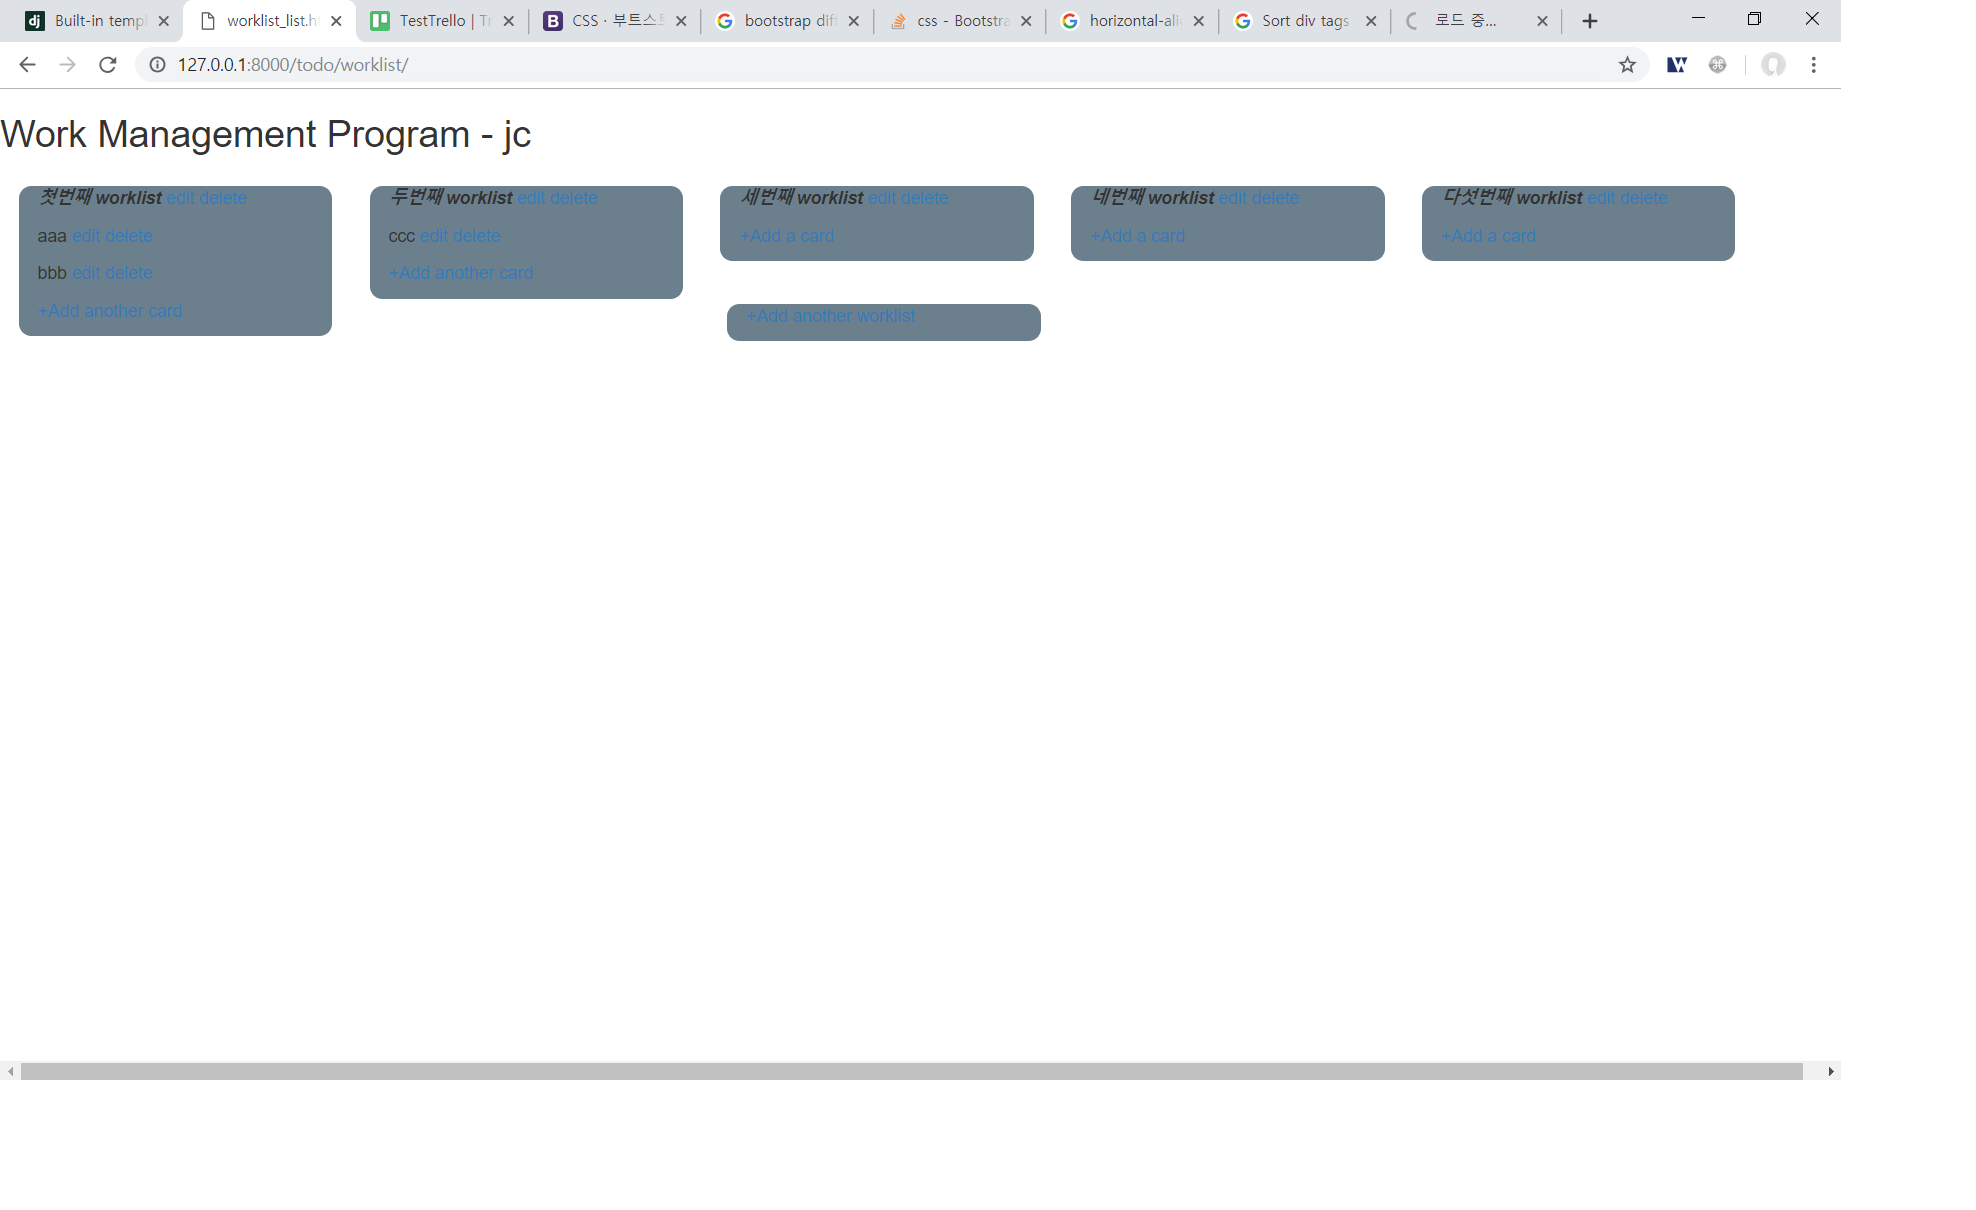 Built-in templ
worklist_list.h
TestTrello | Tr
CSS · 부트스트
bootstrap diff
css - Bootstra
horizontal-ali
Sort div tags
로드 중...
127.0.0.1:8000/todo/worklist/
Work Management Program - jc
첫번째 worklist edit delete
aaa edit delete
bbb edit delete
+Add another card
두번째 worklist edit delete
ccc edit delete
+Add another card
세번째 worklist edit delete
+Add a card
네번째 worklist edit delete
+Add a card
다섯번째 worklist edit delete
+Add a card
+Add another worklist